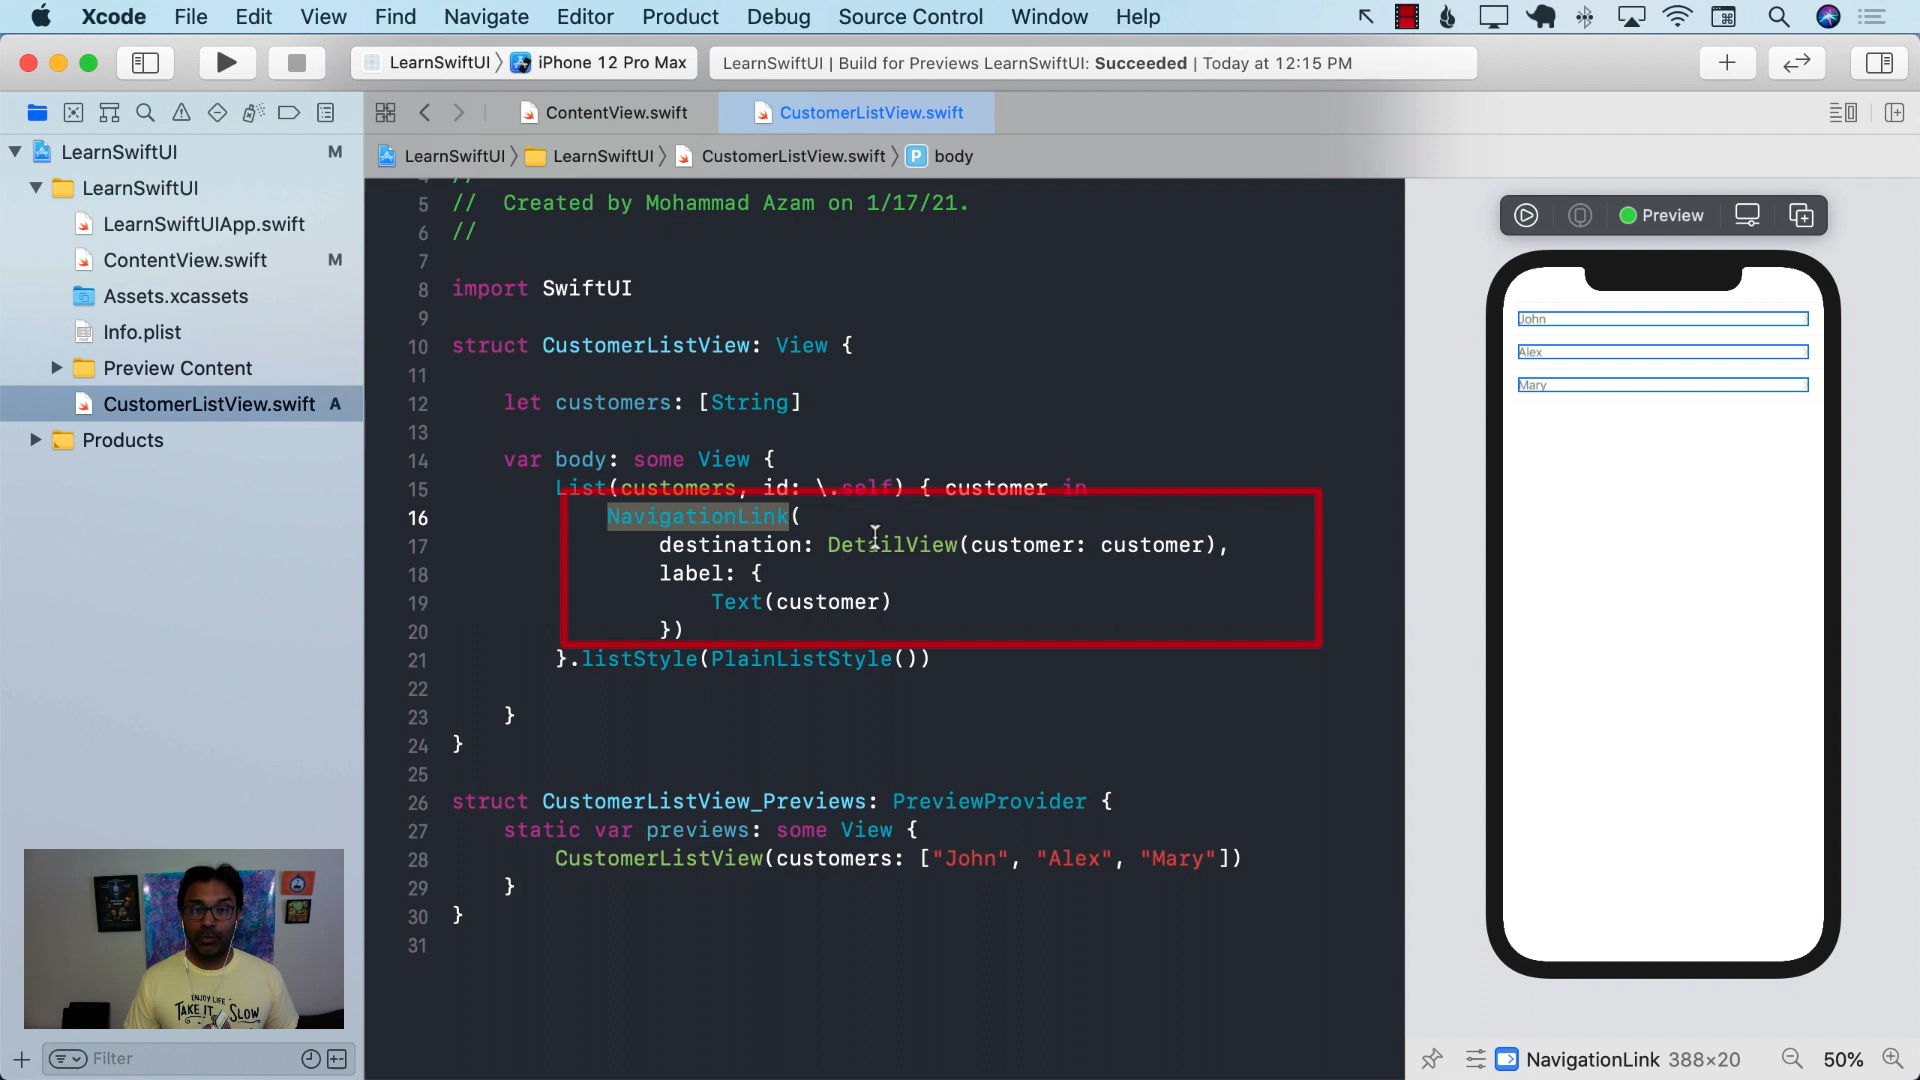 Xcode File Edit View Find Navigate Editor Product Debug Source Control Window Help
LearnSwiftUI iPhone 12 Pro Max
LearnSwiftUI | Build for Previews LearnSwiftUI: Succeeded | Today at 12:15 PM
ContentView.swift
CustomerListView.swift
LearnSwiftUI M
LearnSwiftUI
LearnSwiftUIApp.swift
ContentView.swift M
Assets.xcassets
Info.plist
Preview Content
CustomerListView.swift A
Products
LearnSwiftUI LearnSwiftUI CustomerListView.swift P body
5 //  Created by Mohammad Azam on 1/17/21.
6 //
7
8 import SwiftUI
9
10 struct CustomerListView: View {
11
12 let customers: [String]
13
14 var body: some View {
15 List(customers, id: \.self) { customer in
16 NavigationLink(
17 destination: DetailView(customer: customer),
18 label: {
19 Text(customer)
20 })
21 }.listStyle(PlainListStyle())
22
23 }
24 }
25
26 struct CustomerListView_Previews: PreviewProvider {
27 static var previews: some View {
28 CustomerListView(customers: ["John", "Alex", "Mary"])
29 }
30 }
31
Preview
John
Alex
Mary
ENJOY LIFE
TAKE IT SLOW
Filter
NavigationLink 388×20
50%